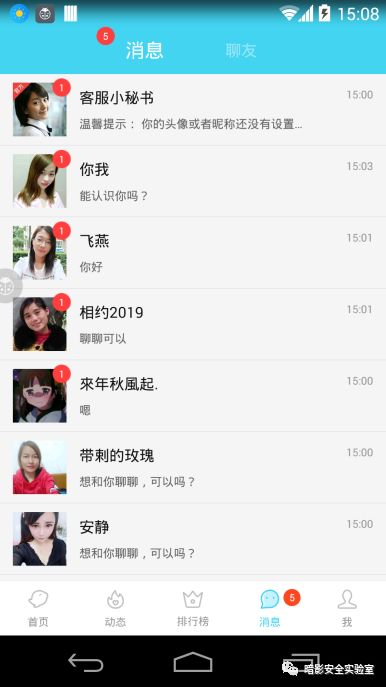 15:08
5
消息
聊友
官方
1
客服小秘书
15:00
温馨提示：你的头像或者昵称还没有设置...
1
你我
15:03
能认识你吗？
1
飞燕
15:01
你好
1
相约2019
15:01
聊聊可以
1
來年秋風起.
15:00
嗯
带刺的玫瑰
15:00
想和你聊聊，可以吗？
安静
15:00
想和你聊聊，可以吗？
首页
动态
排行榜
消息
5
我
暗影安全实验室